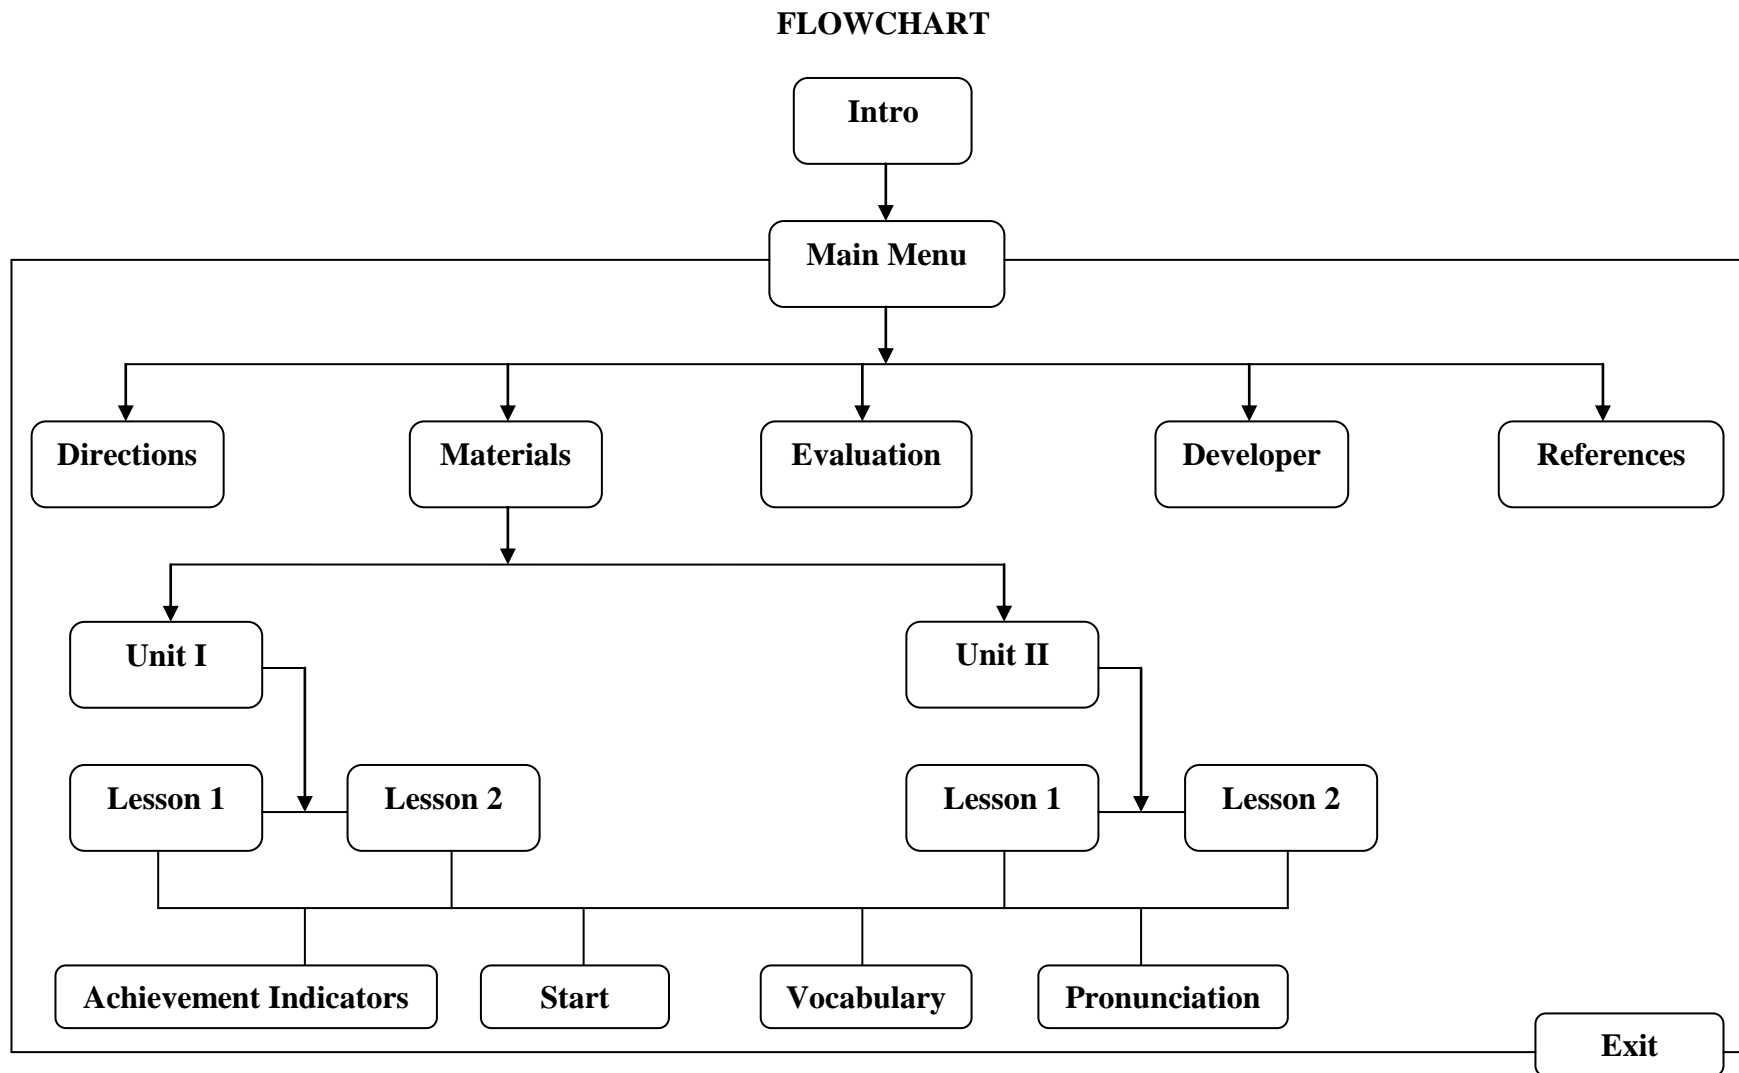 FLOWCHART
Intro
Main Menu
Directions
Materials
Evaluation
Developer
References
Unit I
Unit II
Lesson 1
Lesson 2
Lesson 1
Lesson 2
Achievement Indicators
Start
Vocabulary
Pronunciation
Exit